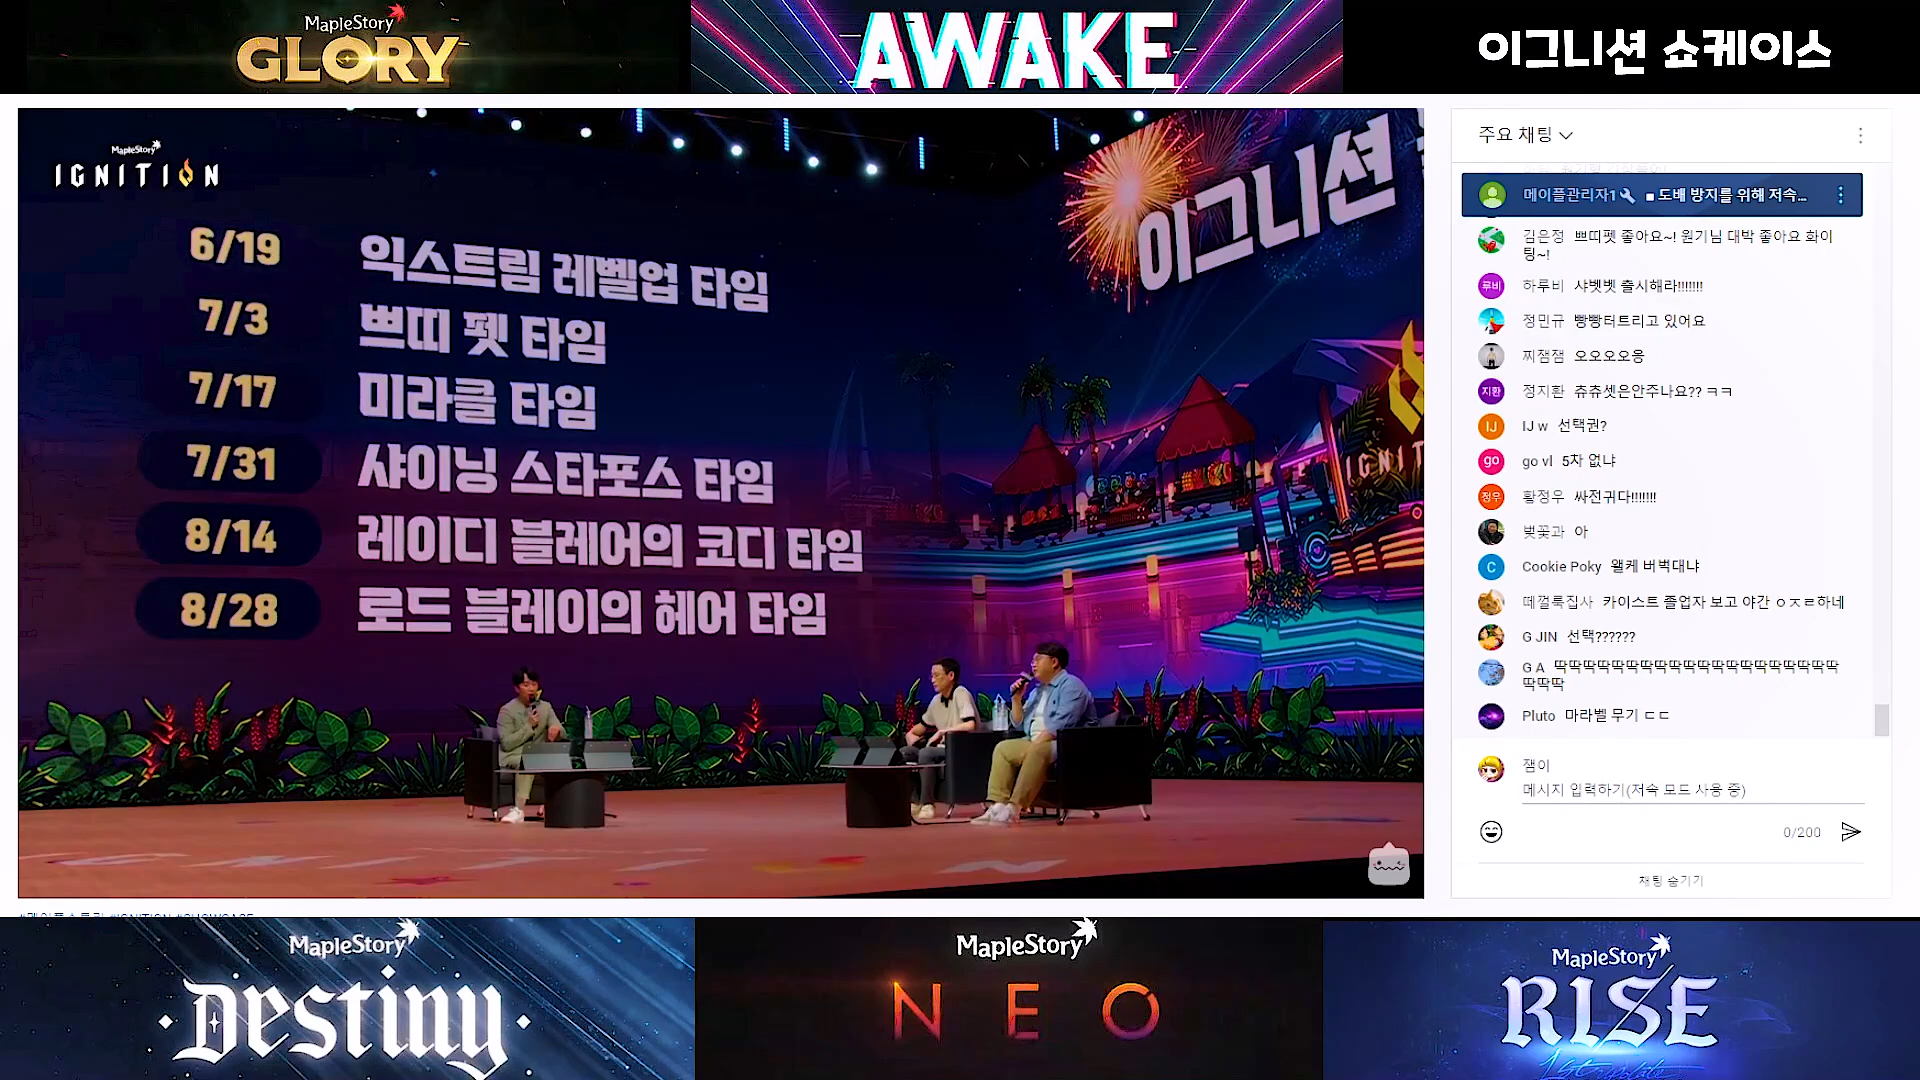 MapleStory
GLORY
AWAKE
이그니션 쇼케이스
MapleStory
IGNITION
이그니션
6/19 익스트림 레벨업 타임
7/3 쁘띠 펫 타임
7/17 미라클 타임
7/31 샤이닝 스타포스 타임
8/14 레이디 블레어의 코디 타임
8/28 로드 블레이의 헤어 타임
주요 채팅
메이플관리자1 ■ 도배 방지를 위해 저속...
김은정 쁘띠펫 좋아요~! 원기님 대박 좋아요 화이
팅~!
루비 하루비 샤벳벳 출시해라!!!!!!!
정민규 빵빵터트리고 있어요
찌잼잼 오오오오옹
지환 정지환 츄츄셋은안주나요?? ㅋㅋ
IJ IJ w 선택권?
go go vl 5차 없냐
정우 황정우 싸전귀다!!!!!!!
벚꽃과 아
C Cookie Poky 왤케 버벅대냐
떼껄룩집사 카이스트 졸업자 보고 야간 ㅇㅈㄹ하네
G JIN 선택??????
G A 딱딱딱딱딱딱딱딱딱딱딱딱딱딱딱딱딱딱딱딱
딱딱딱
Pluto 마라벨 무기 ㄷㄷ
잼이
메시지 입력하기(저속 모드 사용 중)
0/200
채팅 숨기기
MapleStory
DESTINY
MapleStory
NEO
MapleStory
RISE